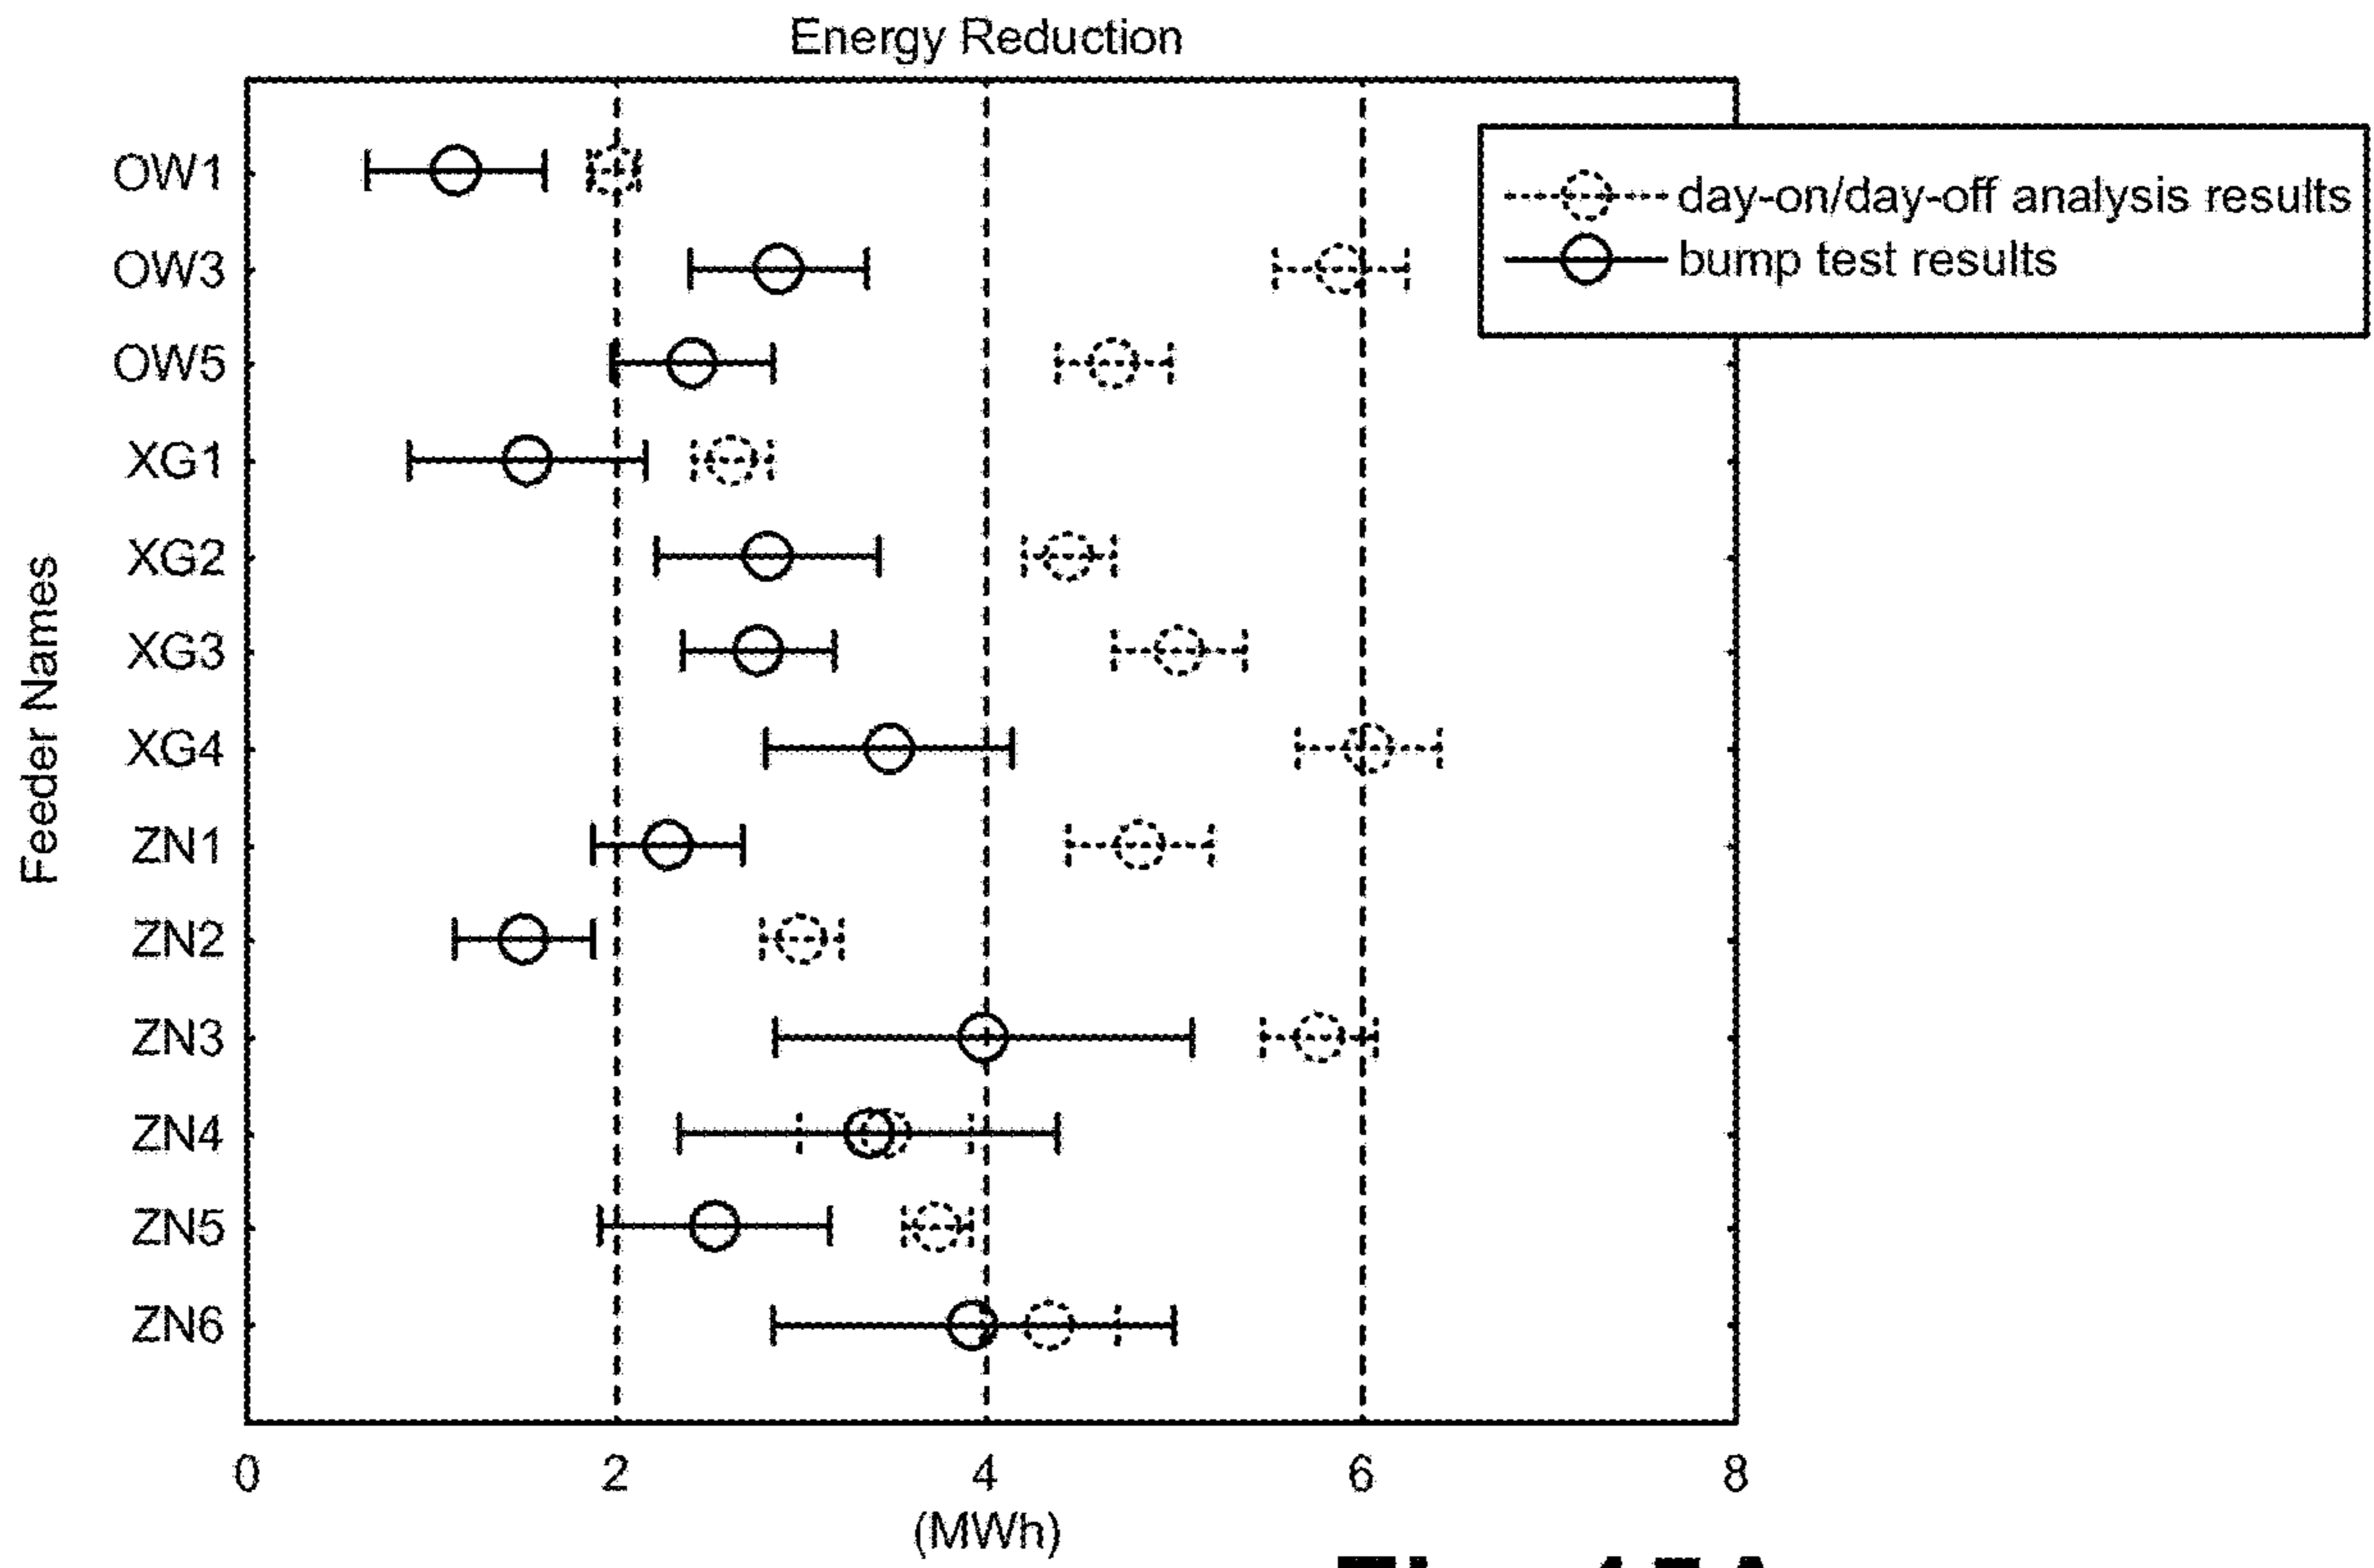 Energy Reduction
day-on/day-off analysis results
bump test results
Feeder Names
OW1
OW3
OW5
XG1
XG2
XG3
XG4
ZN1
ZN2
ZN3
ZN4
ZN5
ZN6
0 2 4 6 8
(MWh)